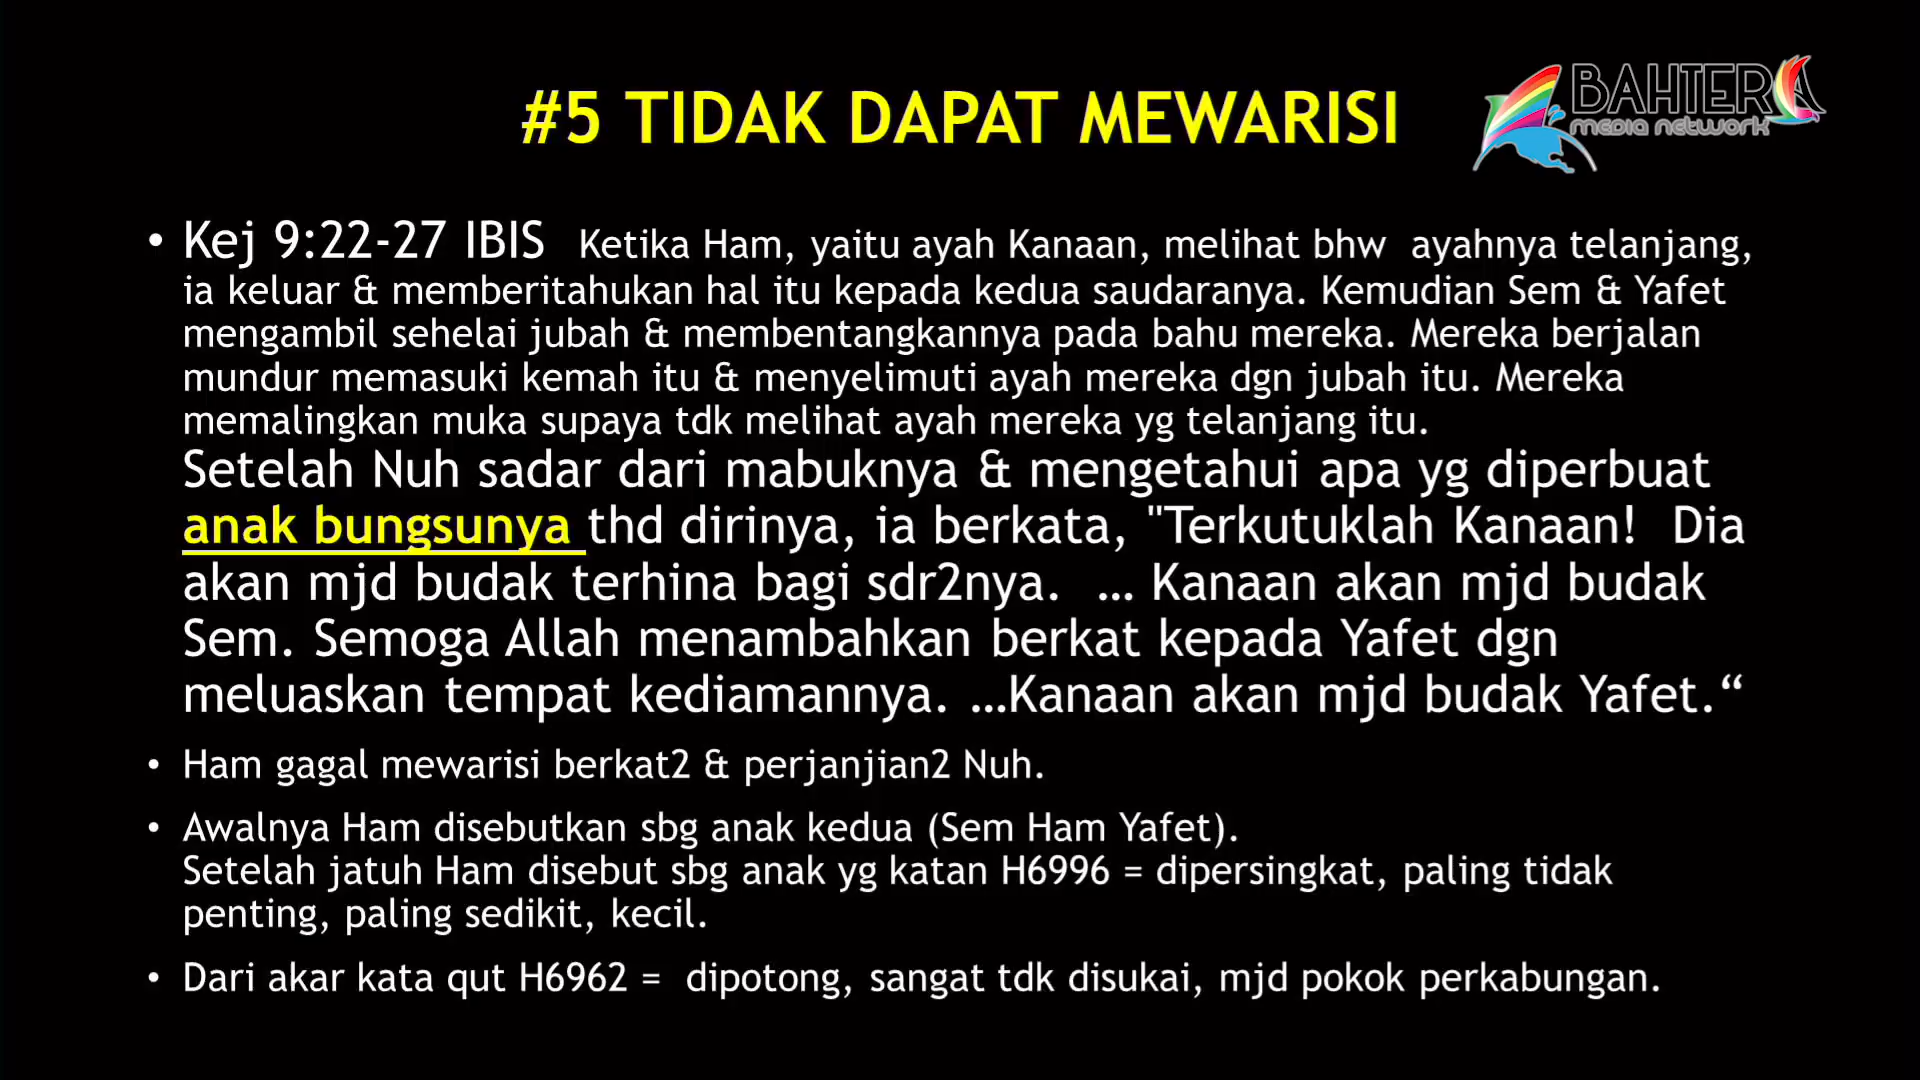 #5 TIDAK DAPAT MEWARISI
BAHTERA
MEDIA NETWORK
• Kej 9:22-27 IBIS Ketika Ham, yaitu ayah Kanaan, melihat bhw ayahnya telanjang,
ia keluar & memberitahukan hal itu kepada kedua saudaranya. Kemudian Sem & Yafet
mengambil sehelai jubah & membentangkannya pada bahu mereka. Mereka berjalan
mundur memasuki kemah itu & menyelimuti ayah mereka dgn jubah itu. Mereka
memalingkan muka supaya tdk melihat ayah mereka yg telanjang itu.
Setelah Nuh sadar dari mabuknya & mengetahui apa yg diperbuat
anak bungsunya thd dirinya, ia berkata, "Terkutuklah Kanaan! Dia
akan mjd budak terhina bagi sdr2nya. … Kanaan akan mjd budak
Sem. Semoga Allah menambahkan berkat kepada Yafet dgn
meluaskan tempat kediamannya. …Kanaan akan mjd budak Yafet.“
• Ham gagal mewarisi berkat2 & perjanjian2 Nuh.
• Awalnya Ham disebutkan sbg anak kedua (Sem Ham Yafet).
Setelah jatuh Ham disebut sbg anak yg katan H6996 = dipersingkat, paling tidak
penting, paling sedikit, kecil.
• Dari akar kata qut H6962 = dipotong, sangat tdk disukai, mjd pokok perkabungan.